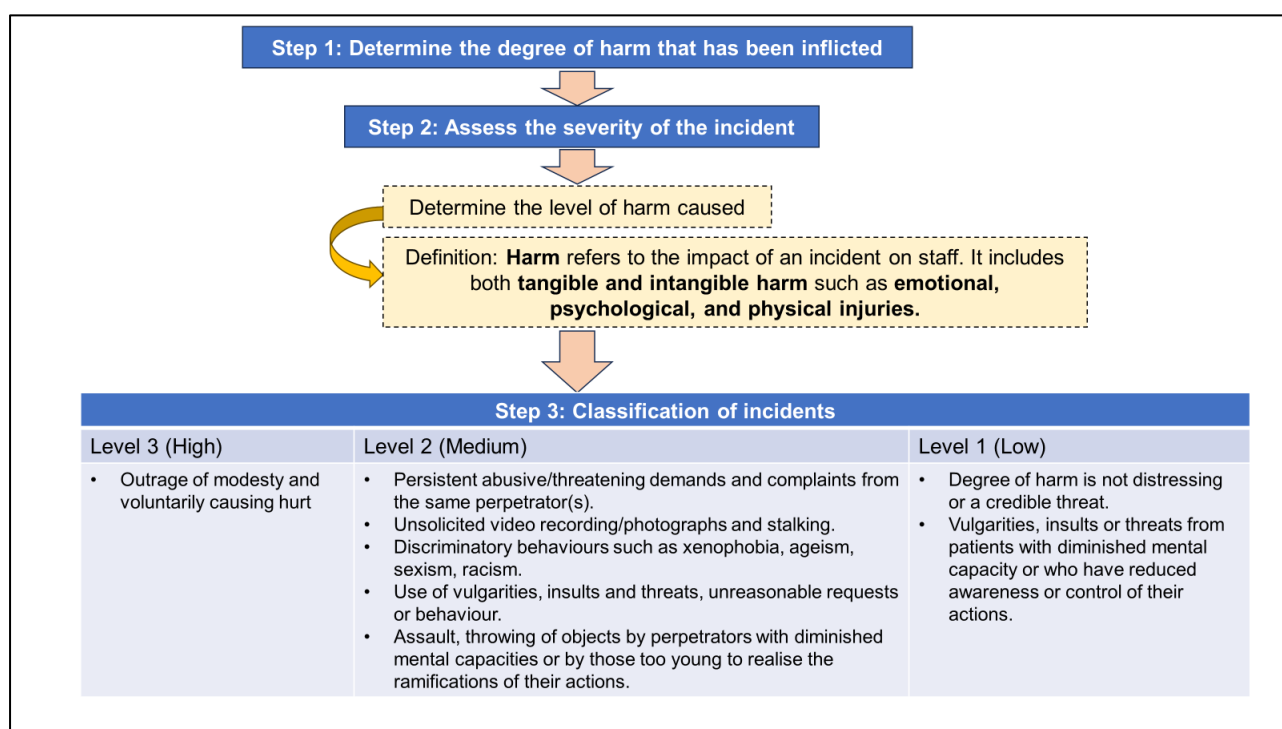 Step 1: Determine the degree of harm that has been inflicted
Step 2: Assess the severity of the incident
Determine the level of harm caused
Definition: Harm refers to the impact of an incident on staff. It includes
both tangible and intangible harm such as emotional,
psychological, and physical injuries.
Step 3: Classification of incidents
Level 3 (High)
• Outrage of modesty and
voluntarily causing hurt
Level 2 (Medium)
• Persistent abusive/threatening demands and complaints from
the same perpetrator(s).
• Unsolicited video recording/photographs and stalking.
• Discriminatory behaviours such as xenophobia, ageism,
sexism, racism.
• Use of vulgarities, insults and threats, unreasonable requests
or behaviour.
• Assault, throwing of objects by perpetrators with diminished
mental capacities or by those too young to realise the
ramifications of their actions.
Level 1 (Low)
• Degree of harm is not distressing
or a credible threat.
• Vulgarities, insults or threats from
patients with diminished mental
capacity or who have reduced
awareness or control of their
actions.